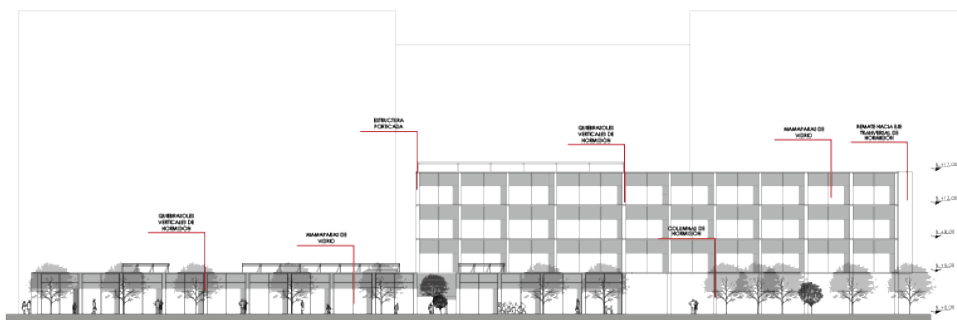 ESTRUCTURA
PORTICADA
QUIEBRASOLES
VERTICALES DE
HORMIGÓN
MAMPARAS DE
VIDRIO
REMATE HACIA EJE
TRANSVERSAL DE
HORMIGÓN
QUIEBRASOLES
VERTICALES DE
HORMIGÓN
MAMPARAS DE
VIDRIO
COLUMNAS DE
HORMIGÓN